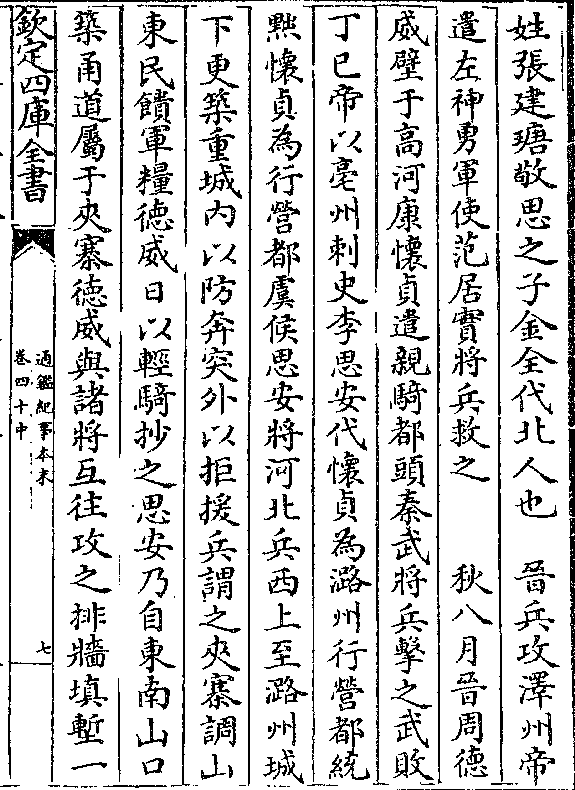 姓張建瑭敬思之子金全代北人也　晉兵攻澤州帝
遣左神勇軍使范居實將兵救之　秋八月晉周德
威壁于高河康懷貞遣親騎都頭秦武將兵擊之武敗
丁巳帝以亳州刺史李思安代懷貞為潞州行營都統
黜懷貞為行營都虞候思安將河北兵西上至潞州城
下更築重城内以防奔突外以拒援兵謂之夾寨調山
東民饋軍糧德威日以輕騎抄之思安乃自東南山口
築甬道屬于夾寨德威與諸將互往攻之排牆填塹一
欽定四庫全書
通鑑紀事本末
卷四十中
七